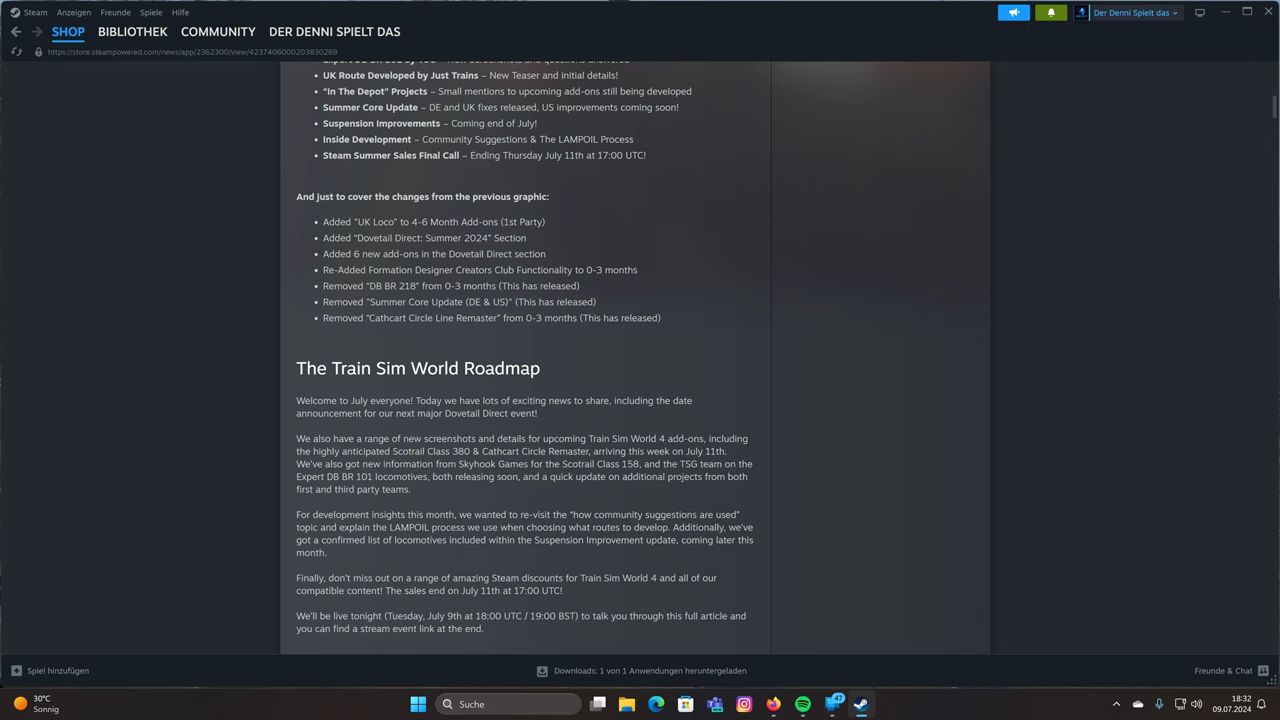 Steam Anzeigen Freunde Spiele Hilfe
Der Denni Spielt das
SHOP BIBLIOTHEK COMMUNITY DER DENNI SPIELT DAS
https://store.steampowered.com/news/app/2362300/view/4237406000203830269
UK Route Developed by Just Trains – New Teaser and initial details!
"In The Depot" Projects – Small mentions to upcoming add-ons still being developed
Summer Core Update – DE and UK fixes released, US improvements coming soon!
Suspension Improvements – Coming end of July!
Inside Development – Community Suggestions & The LAMPOIL Process
Steam Summer Sales Final Call – Ending Thursday July 11th at 17:00 UTC!
And just to cover the changes from the previous graphic:
Added “UK Loco” to 4-6 Month Add-ons (1st Party)
Added “Dovetail Direct: Summer 2024” Section
Added 6 new add-ons in the Dovetail Direct section
Re-Added Formation Designer Creators Club Functionality to 0-3 months
Removed “DB BR 218” from 0-3 months (This has released)
Removed “Summer Core Update (DE & US)” (This has released)
Removed “Cathcart Circle Line Remaster” from 0-3 months (This has released)
The Train Sim World Roadmap
Welcome to July everyone! Today we have lots of exciting news to share, including the date
announcement for our next major Dovetail Direct event!
We also have a range of new screenshots and details for upcoming Train Sim World 4 add-ons, including
the highly anticipated Scotrail Class 380 & Cathcart Circle Remaster, arriving this week on July 11th.
We’ve also got new information from Skyhook Games for the Scotrail Class 158, and the TSG team on the
Expert DB BR 101 locomotives, both releasing soon, and a quick update on additional projects from both
first and third party teams.
For development insights this month, we wanted to re-visit the “how community suggestions are used”
topic and explain the LAMPOIL process we use when choosing what routes to develop. Additionally, we’ve
got a confirmed list of locomotives included within the Suspension Improvement update, coming later this
month.
Finally, don’t miss out on a range of amazing Steam discounts for Train Sim World 4 and all of our
compatible content! The sales end on July 11th at 17:00 UTC!
We’ll be live tonight (Tuesday, July 9th at 18:00 UTC / 19:00 BST) to talk you through this full article and
you can find a stream event link at the end.
Spiel hinzufügen
Downloads: 1 von 1 Anwendungen heruntergeladen
Freunde & Chat
30°C
Sonnig
Suche
47
18:32
09.07.2024